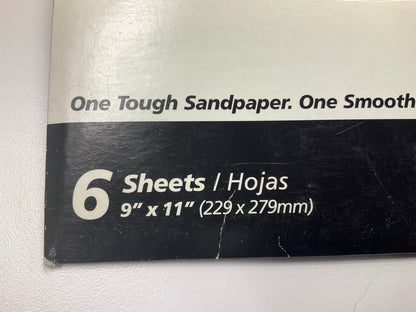 One Tough Sandpaper. One Smooth
6 Sheets / Hojas
9" x 11" (229 x 279mm)